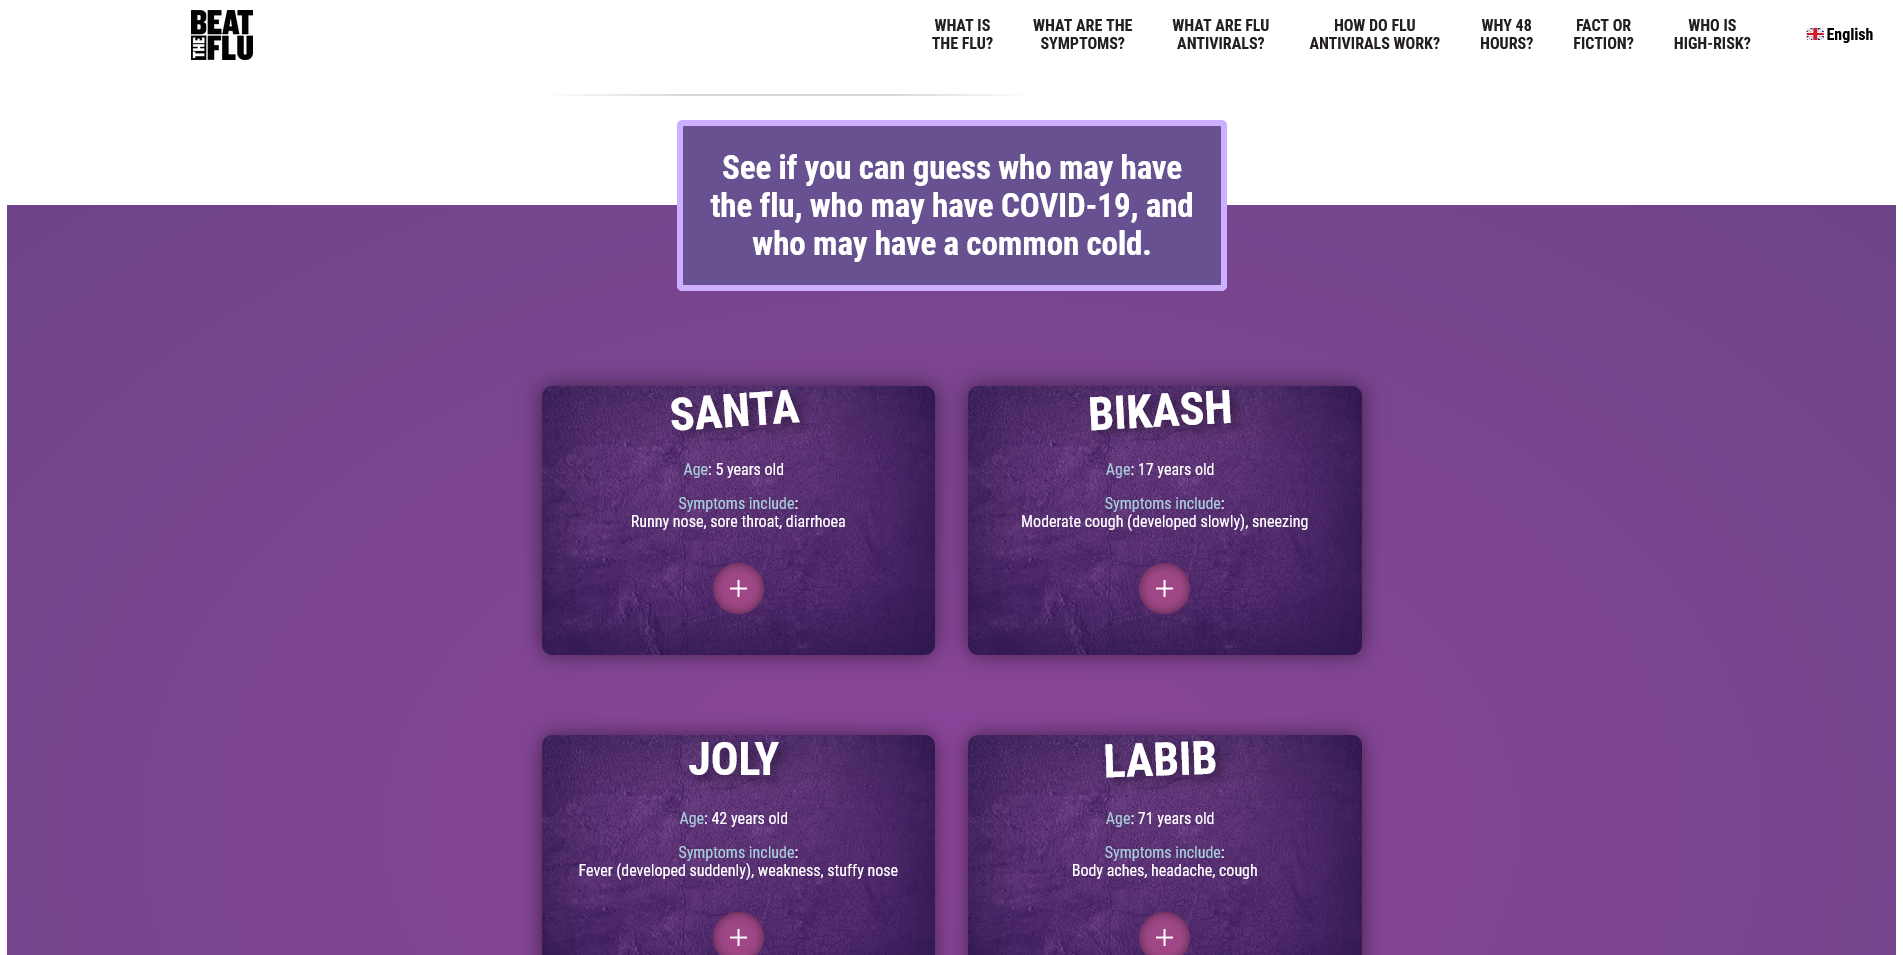 BEAT
THE FLU
WHAT IS
THE FLU?
WHAT ARE THE
SYMPTOMS?
WHAT ARE FLU
ANTIVIRALS?
HOW DO FLU
ANTIVIRALS WORK?
WHY 48
HOURS?
FACT OR
FICTION?
WHO IS
HIGH-RISK?
English
See if you can guess who may have
the flu, who may have COVID-19, and
who may have a common cold.
SANTA
Age: 5 years old
Symptoms include:
Runny nose, sore throat, diarrhoea
+
BIKASH
Age: 17 years old
Symptoms include:
Moderate cough (developed slowly), sneezing
+
JOLY
Age: 42 years old
Symptoms include:
Fever (developed suddenly), weakness, stuffy nose
+
LABIB
Age: 71 years old
Symptoms include:
Body aches, headache, cough
+